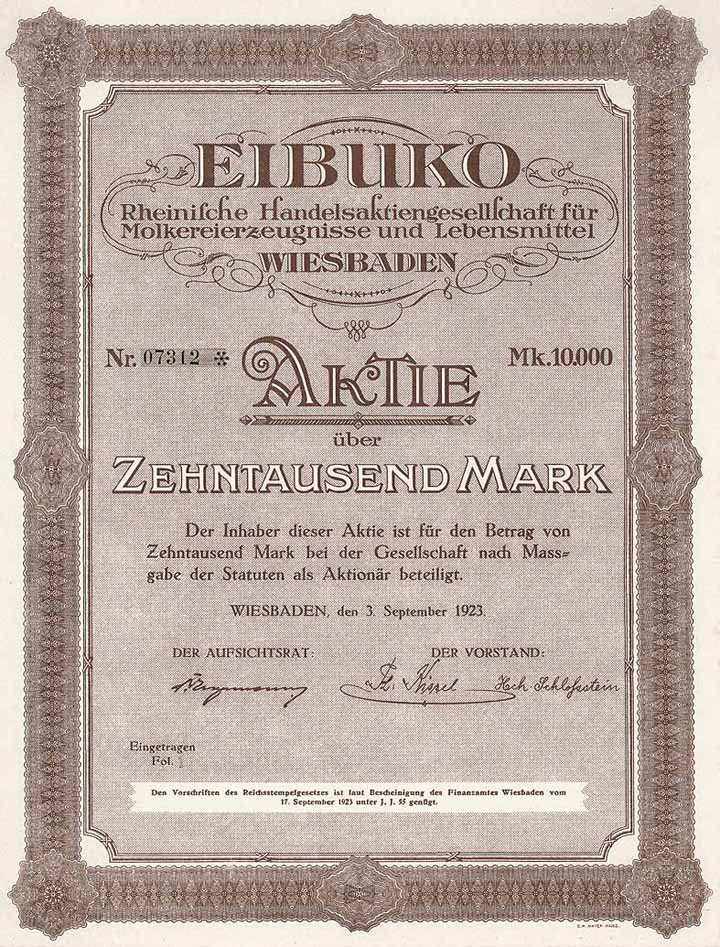 EIBUKO
Rheinische Handelsaktiengesellschaft für
Molkereierzeugnisse und Lebensmittel
WIESBADEN
Nr. 07312 ✻ AKTIE Mk. 10.000
über
ZEHNTAUSEND MARK
Der Inhaber dieser Aktie ist für den Betrag von
Zehntausend Mark bei der Gesellschaft nach Mass=
gabe der Statuten als Aktionär beteiligt.
WIESBADEN, den 3. September 1923.
DER AUFSICHTSRAT: DER VORSTAND:
Kissel Hch. Schlossstein
Eingetragen
Fol.
Den Vorschriften des Reichsstempelgesetzes ist laut Bescheinigung des Finanzamtes Wiesbaden vom
17. September 1923 unter J. J. 55 genügt.